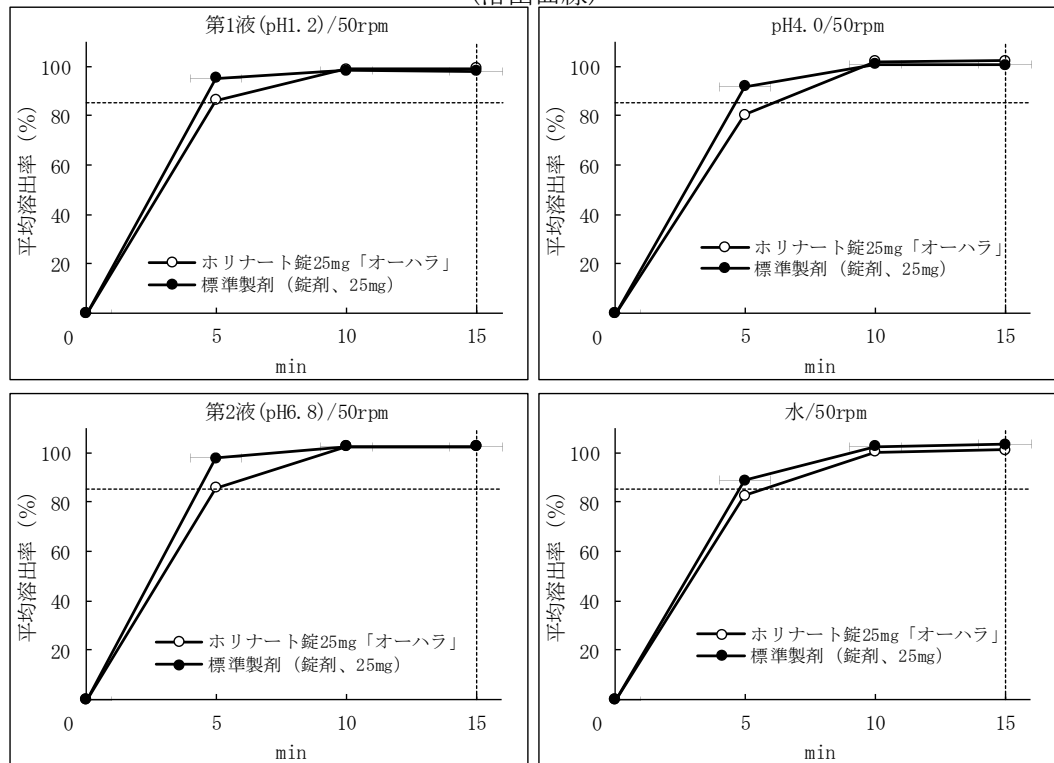 (溶出曲線)
第1液(pH1.2)/50rpm
平均溶出率 (%)
100
80
60
40
20
0
5
10
15
min
ホリナート錠25mg「オーハラ」
標準製剤 (錠剤、25mg)
pH4.0/50rpm
平均溶出率 (%)
100
80
60
40
20
0
5
10
15
min
ホリナート錠25mg「オーハラ」
標準製剤 (錠剤、25mg)
第2液(pH6.8)/50rpm
平均溶出率 (%)
100
80
60
40
20
0
5
10
15
min
ホリナート錠25mg「オーハラ」
標準製剤 (錠剤、25mg)
水/50rpm
平均溶出率 (%)
100
80
60
40
20
0
5
10
15
min
ホリナート錠25mg「オーハラ」
標準製剤 (錠剤、25mg)